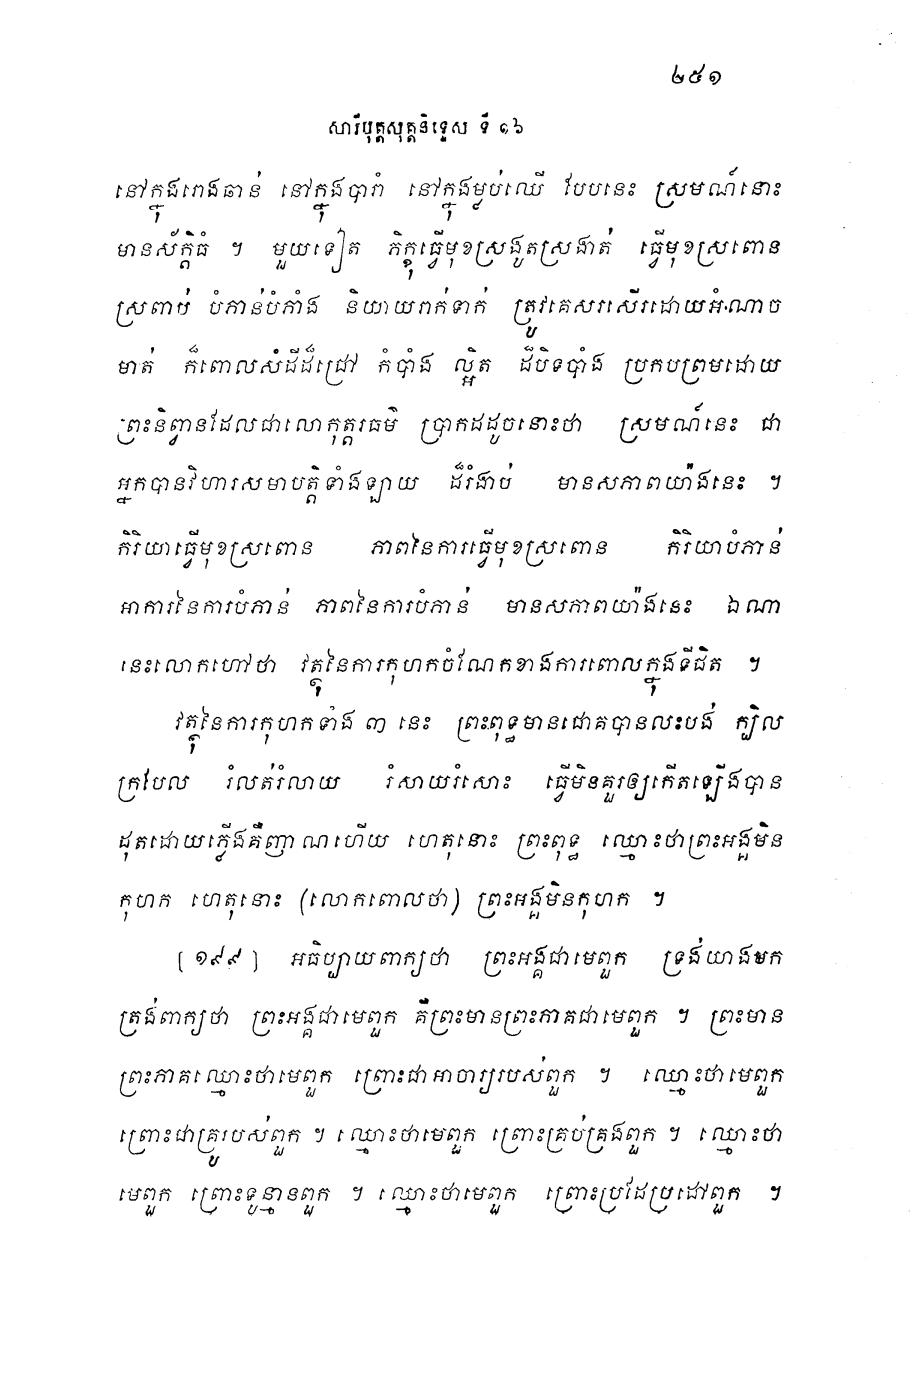 ២៥១
សារីបុត្តសុត្តនិទ្ទេស ទី ១៦
នៅក្នុងរោងធាន់ នៅក្នុងបារាំ នៅក្នុងម្លប់ឈើ បែបនេះ ស្រមណ៍នោះ
មានស័ក្តិធំ ។ មួយទៀត ភិក្ខុធ្វើមុខស្រងូតស្រងាត់ ធ្វើមុខស្រពោន
ស្រពាប់ បំភាន់បំភាំង និយាយរាក់ទាក់ ត្រូវគេសរសើរដោយអំណាច
មាត់ ក៏ពោលសំដីដ៏ជ្រៅ កំបាំង ល្អិត ដ៏បិទបាំង ប្រកបព្រមដោយ
ព្រះនិព្វានដែលជាលោកុត្តរធម៌ ប្រាកដដូច្នោះថា ស្រមណ៍នេះ ជា
អ្នកបានវិហារសមាបត្តិទាំងឡាយ ដ៏រំងាប់ មានសភាពយ៉ាងនេះ ។
កិរិយាធ្វើមុខស្រពោន ភាពនៃការធ្វើមុខស្រពោន កិរិយាបំភាន់
អាការនៃការបំភាន់ ភាពនៃការបំភាន់ មានសភាពយ៉ាងនេះ ឯណា
នេះលោកហៅថា វត្ថុនៃការកុហកចំណែកខាងការពោលក្នុងទីជិត ។
វត្ថុនៃការកុហកទាំង ៣ នេះ ព្រះពុទ្ធមានជោគបានលះបង់ ក្បិល
ក្របែល រំលត់រំលាយ រំសាយរំសោះ ធ្វើមិនគួរឲ្យកើតឡើងបាន
ដុតដោយភ្លើងគឺញាណហើយ ហេតុនោះ ព្រះពុទ្ធ ឈ្មោះថាព្រះអង្គមិន
កុហក ហេតុនោះ (លោកពោលថា) ព្រះអង្គមិនកុហក ។
[១៩៩] អធិប្បាយពាក្យថា ព្រះអង្គជាមេពួក ទ្រង់យាងមក
ត្រង់ពាក្យថា ព្រះអង្គជាមេពួក គឺព្រះមានព្រះភាគជាមេពួក ។ ព្រះមាន
ព្រះភាគឈ្មោះថាមេពួក ព្រោះជាអាចារ្យរបស់ពួក ។ ឈ្មោះថាមេពួក
ព្រោះជាគ្រូរបស់ពួក ។ ឈ្មោះថាមេពួក ព្រោះគ្រប់គ្រងពួក ។ ឈ្មោះថា
មេពួក ព្រោះទូន្មានពួក ។ ឈ្មោះថាមេពួក ព្រោះប្រដែប្រដៅពួក ។